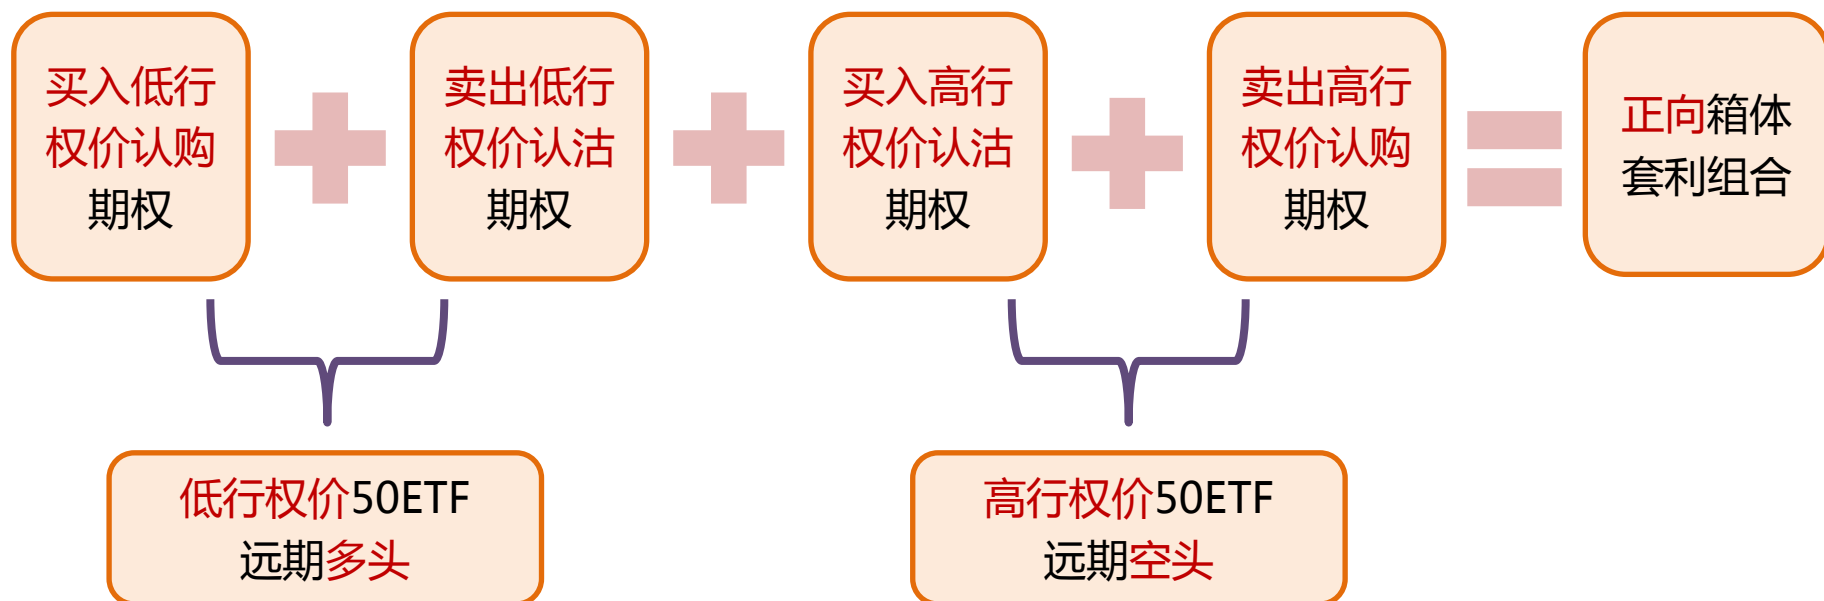 买入低行
权价认购
期权
卖出低行
权价认沽
期权
买入高行
权价认沽
期权
卖出高行
权价认购
期权
正向箱体
套利组合
低行权价50ETF
远期多头
高行权价50ETF
远期空头